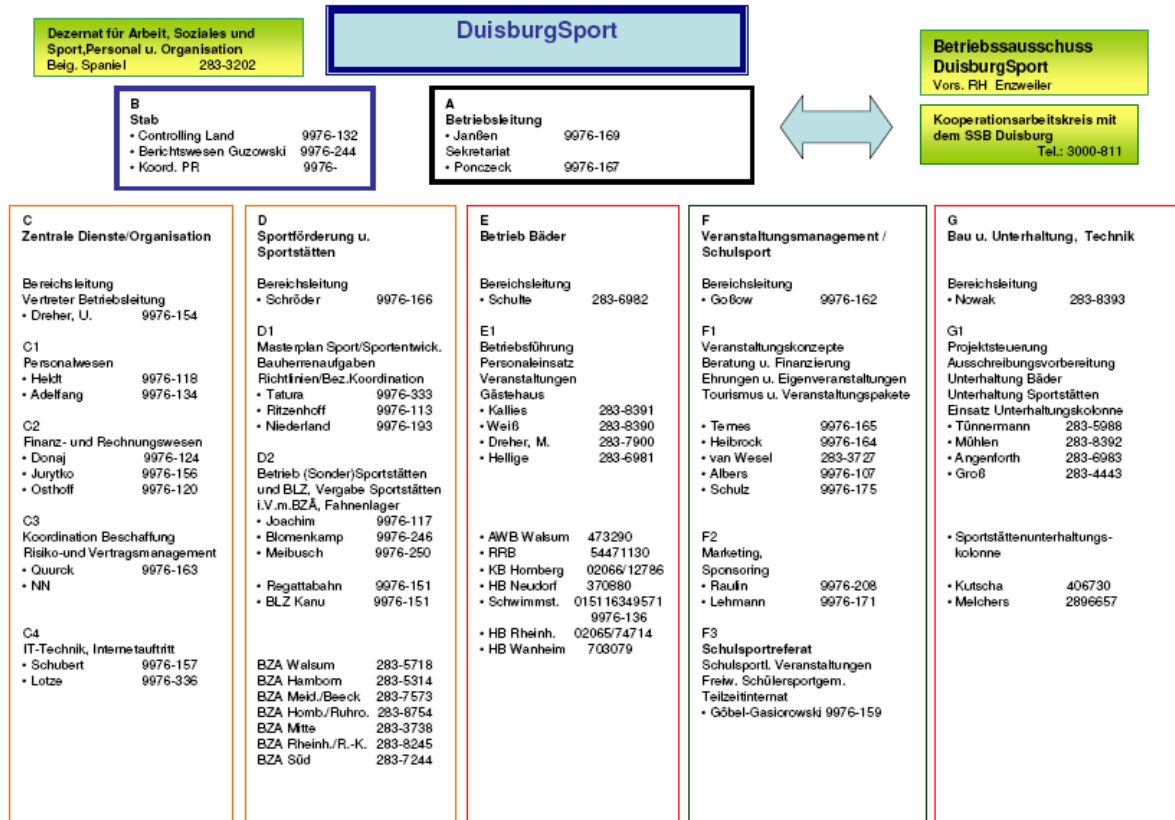 DuisburgSport
Dezernat für Arbeit, Soziales und
Sport,Personal u. Organisation
Beig. Spaniel 283-3202
Betriebssausschuss
DuisburgSport
Vors. RH Enzweiler
B
Stab
• Controlling Land 9976-132
• Berichtswesen Guzowski 9976-244
• Koord. PR 9976-
A
Betriebsleitung
• Janßen 9976-169
Sekretariat
• Ponczeck 9976-167
Kooperationsarbeitskreis mit
dem SSB Duisburg
Tel.: 3000-811
C
Zentrale Dienste/Organisation
Bereichsleitung
Vertreter Betriebsleitung
• Dreher, U. 9976-154
C1
Personalwesen
• Heldt 9976-118
• Adelfang 9976-134
C2
Finanz- und Rechnungswesen
• Donaj 9976-124
• Jurytko 9976-156
• Osthoff 9976-120
C3
Koordination Beschaffung
Risiko-und Vertragsmanagement
• Quurck 9976-163
• NN
C4
IT-Technik, Internetauftritt
• Schubert 9976-157
• Lotze 9976-336
D
Sportförderung u.
Sportstätten
Bereichsleitung
• Schröder 9976-166
D1
Masterplan Sport/Sportentwick.
Bauherrenaufgaben
Richtlinien/Bez.Koordination
• Tatura 9976-333
• Ritzenhoff 9976-113
• Niederland 9976-193
D2
Betrieb (Sonder)Sportstätten
und BLZ, Vergabe Sportstätten
i.V.m.BZÄ, Fahnenlager
• Joachim 9976-117
• Blomenkamp 9976-246
• Meibusch 9976-250
• Regattabahn 9976-151
• BLZ Kanu 9976-151
BZA Walsum 283-5718
BZA Hamborn 283-5314
BZA Meid./Beeck 283-7573
BZA Homb./Ruhro. 283-8754
BZA Mitte 283-3738
BZA Rheinh./R.-K. 283-8245
BZA Süd 283-7244
E
Betrieb Bäder
Bereichsleitung
• Schulte 283-6982
E1
Betriebsführung
Personaleinsatz
Veranstaltungen
Gästehaus
• Kallies 283-8391
• Weiß 283-8390
• Dreher, M. 283-7900
• Hellige 283-6981
• AWB Walsum 473290
• RRB 54471130
• KB Homberg 02066/12786
• HB Neudorf 370880
• Schwimmst. 015116349571
9976-136
• HB Rheinh. 02065/74714
• HB Wanheim 703079
F
Veranstaltungsmanagement /
Schulsport
Bereichsleitung
• Goßow 9976-162
F1
Veranstaltungskonzepte
Beratung u. Finanzierung
Ehrungen u. Eigenveranstaltungen
Tourismus u. Veranstaltungspakete
• Ternes 9976-165
• Heibrock 9976-164
• van Wesel 283-3727
• Albers 9976-107
• Schulz 9976-175
F2
Marketing,
Sponsoring
• Raulin 9976-208
• Lehmann 9976-171
F3
Schulsportreferat
Schulsportl. Veranstaltungen
Freiw. Schülersportgem.
Teilzeitinternat
• Göbel-Gasiorowski 9976-159
G
Bau u. Unterhaltung, Technik
Bereichsleitung
• Nowak 283-8393
G1
Projektsteuerung
Ausschreibungsvorbereitung
Unterhaltung Bäder
Unterhaltung Sportstätten
Einsatz Unterhaltungskolonne
• Tünnermann 283-5988
• Mühlen 283-8392
• Angenforth 283-6983
• Groß 283-4443
• Sportstättenunterhaltungs-
kolonne
• Kutscha 406730
• Melchers 2896657